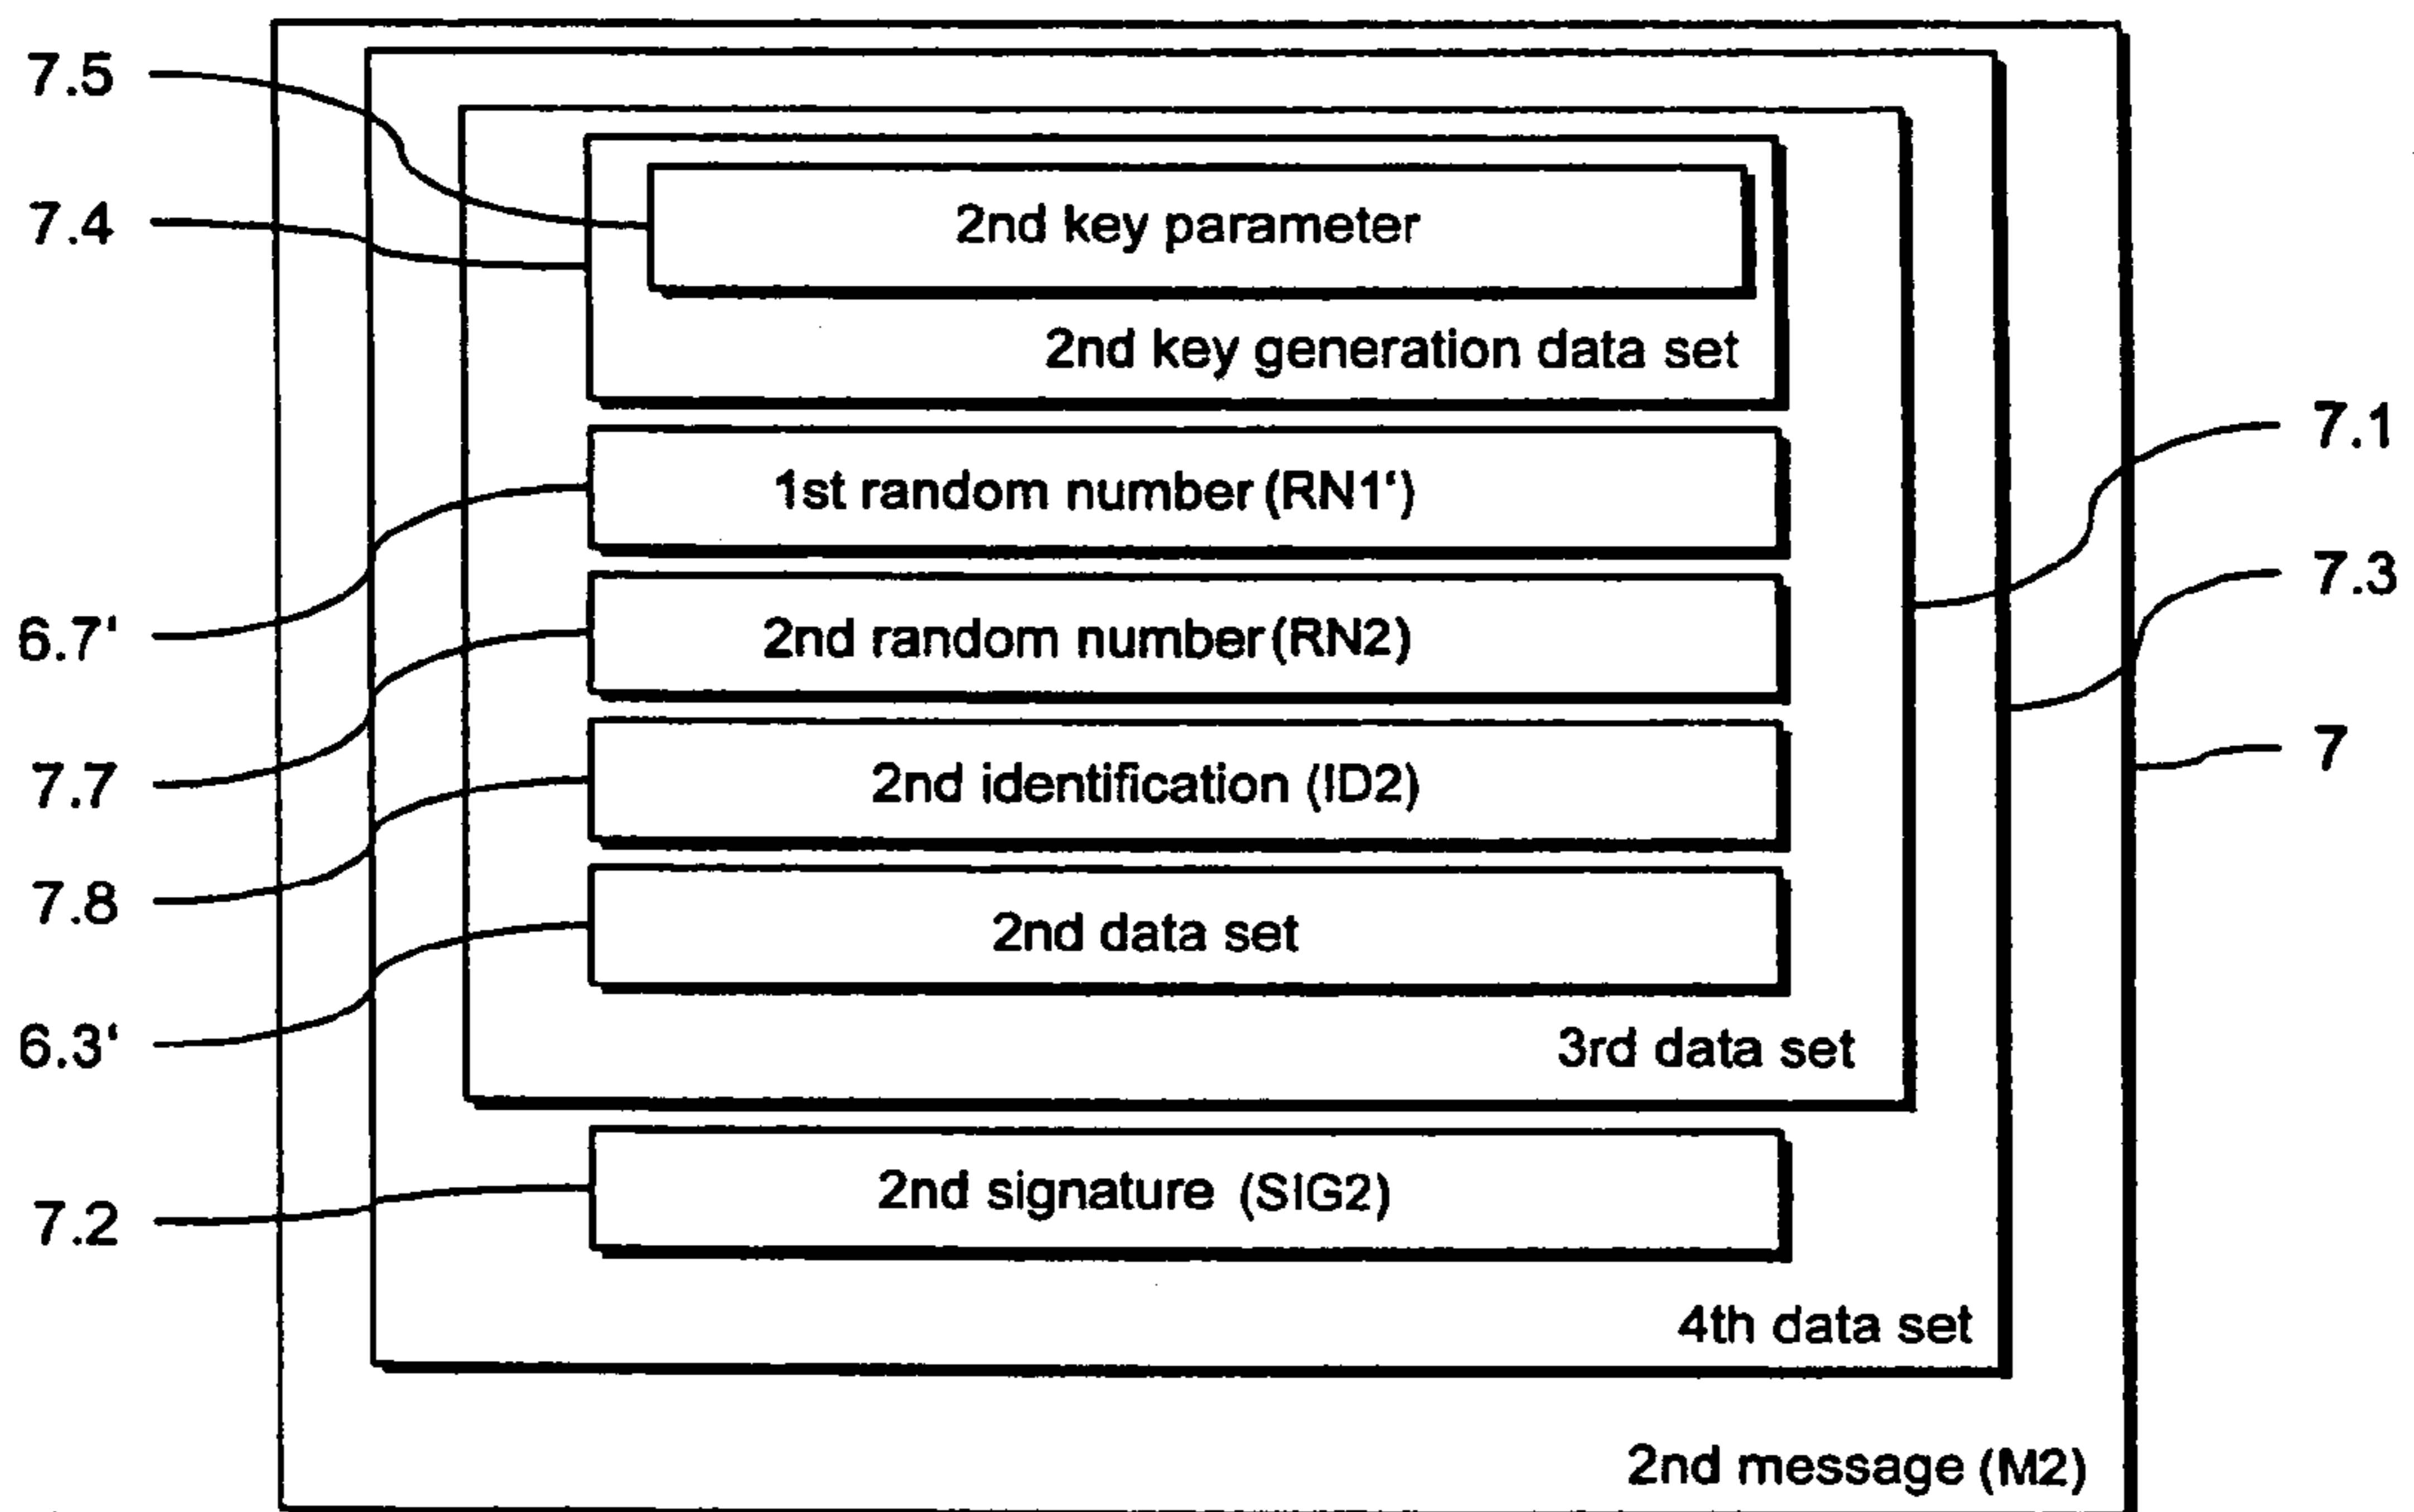 7.5
2nd key parameter
7.4
2nd key generation data set
7.1
1st random number (RN1‘)
7.3
6.7‘
2nd random number (RN2)
7
7.7
2nd identification (ID2)
7.8
2nd data set
6.3‘
3rd data set
2nd signature (SIG2)
7.2
4th data set
2nd message (M2)